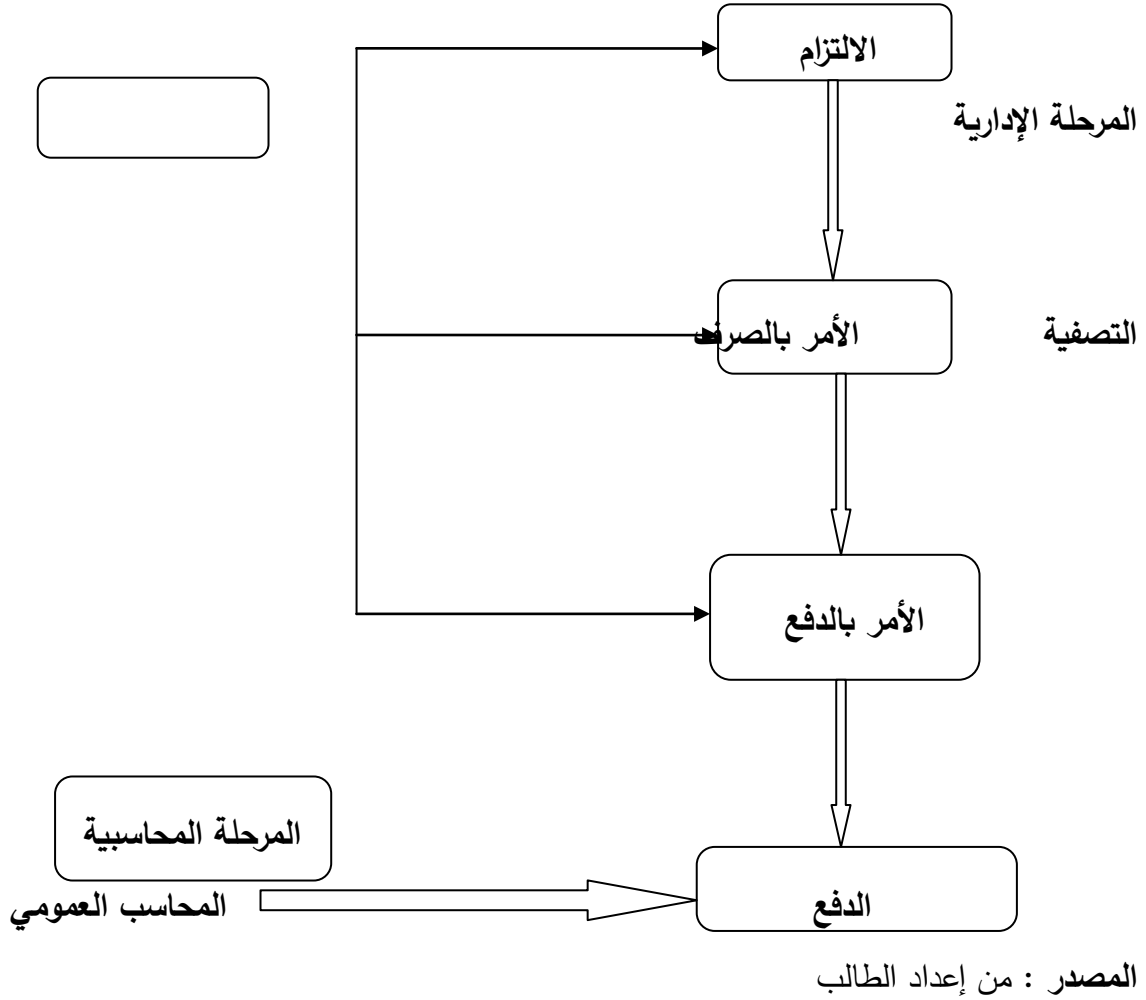 الالتزام
المرحلة الإدارية
التصفية الأمر بالصرف
الأمر بالدفع
المرحلة المحاسبية
الدفع المحاسب العمومي
المصدر : من إعداد الطالب